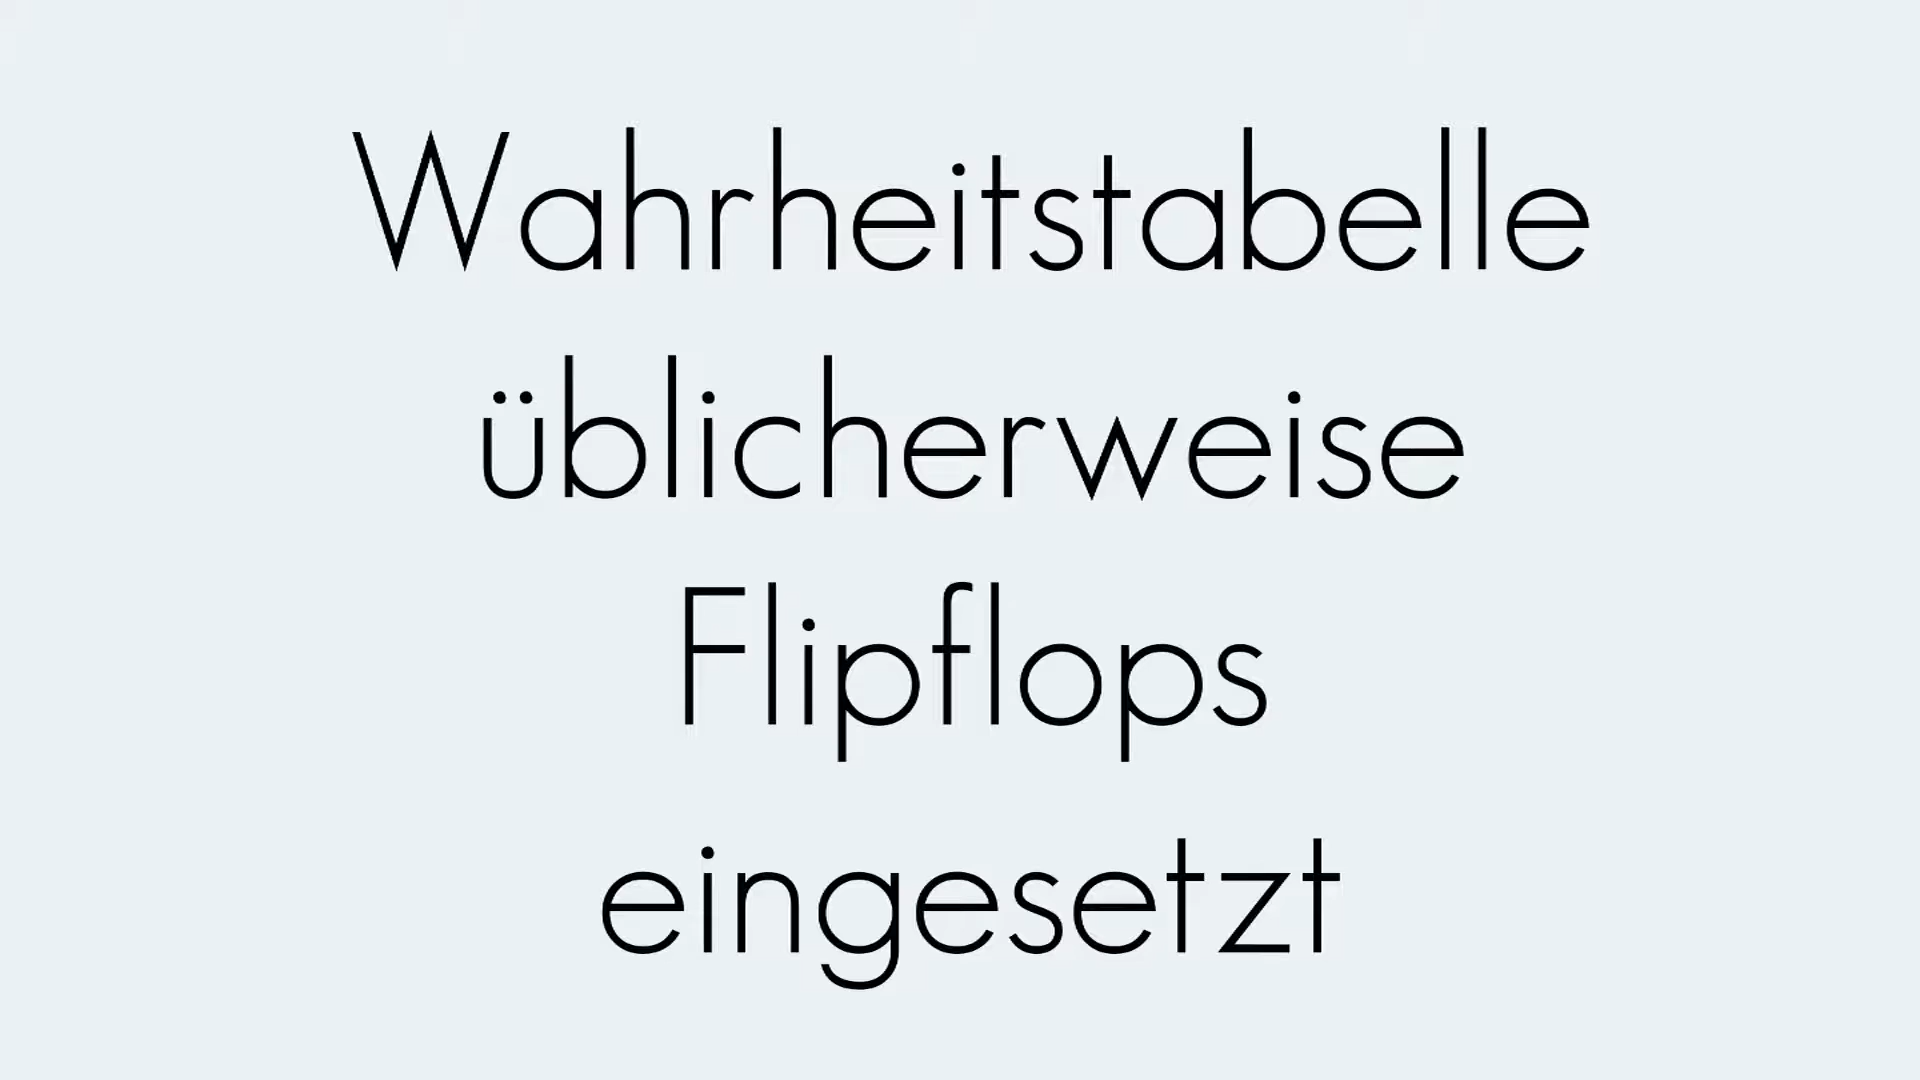 Wahrheitstabelle
üblicherweise
Flipflops
eingesetzt